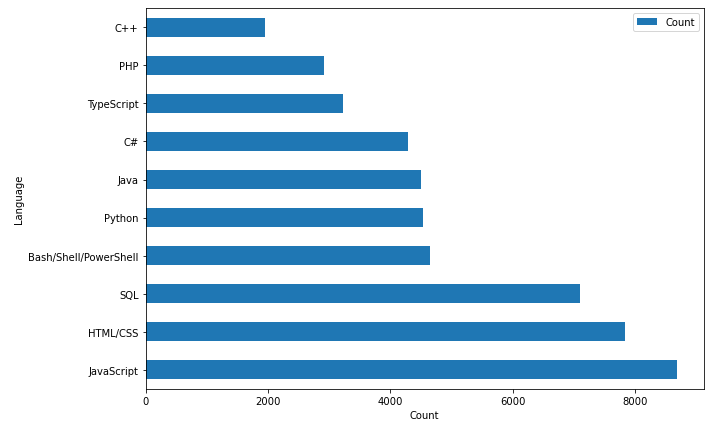 C++
Count
PHP
TypeScript
C#
Java
Language
Python
Bash/Shell/PowerShell
SQL
HTML/CSS
JavaScript
0 2000 4000 6000 8000
Count